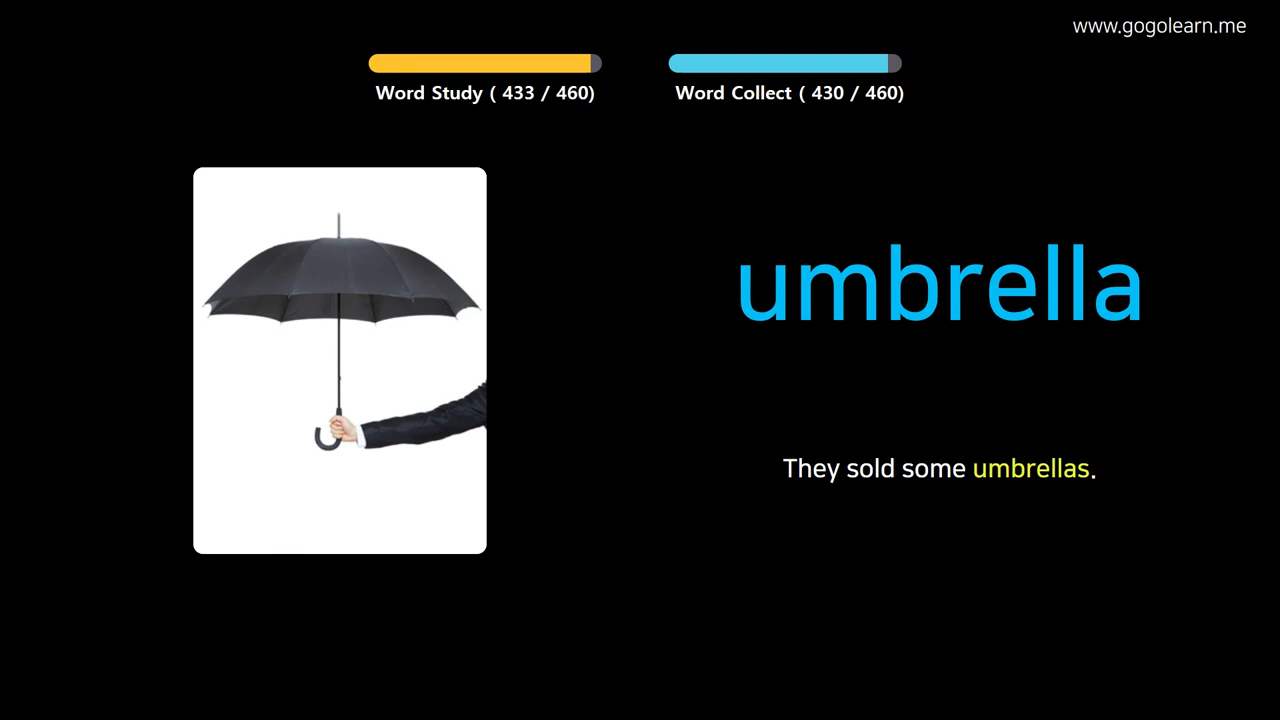 www.gogolearn.me
Word Study ( 433 / 460)
Word Collect ( 430 / 460)
umbrella
They sold some umbrellas.